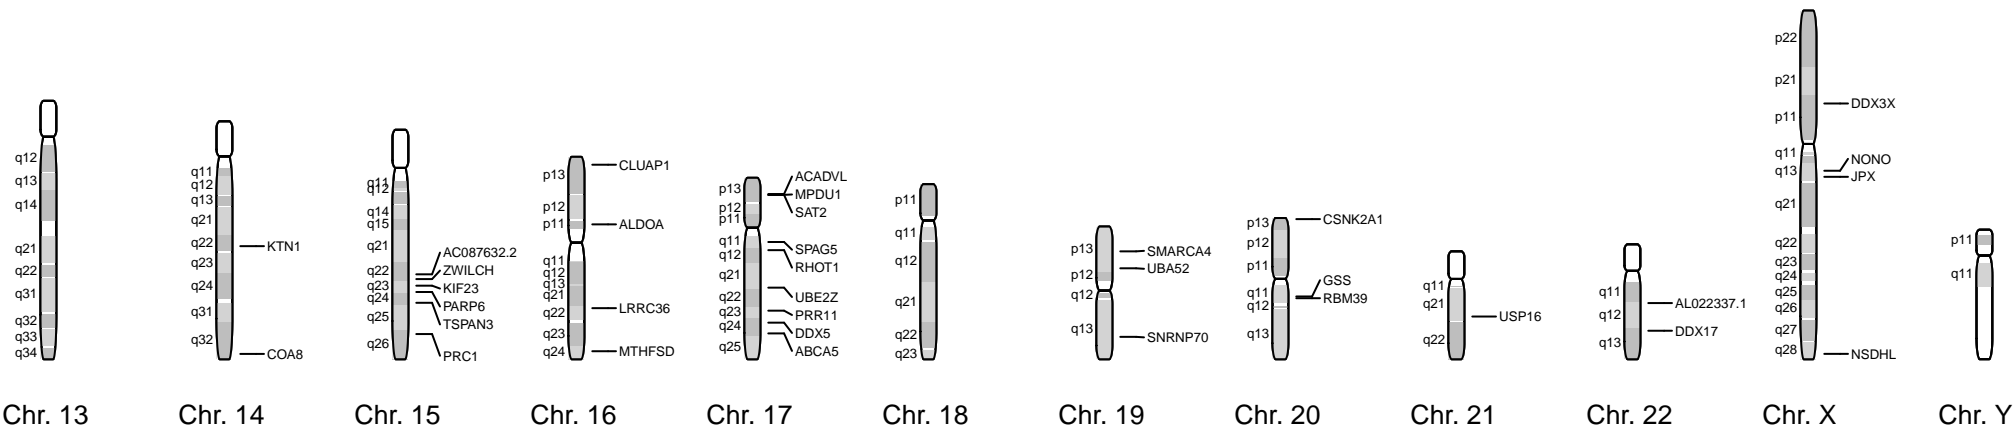 q12
q13
q14
q21
q22
q31
q32
q33
q34
Chr. 13
q11
q12
q13
q21
q22
q23
q24
q31
q32
KTN1
COA8
Chr. 14
q11
q12
q14
q15
q21
q22
q23
q24
q25
q26
AC087632.2
ZWILCH
KIF23
PARP6
TSPAN3
PRC1
Chr. 15
p13
p12
p11
q11
q12
q13
q21
q22
q23
q24
CLUAP1
ALDOA
LRRC36
MTHFSD
Chr. 16
p13
p12
p11
q11
q12
q21
q22
q23
q24
q25
ACADVL
MPDU1
SAT2
SPAG5
RHOT1
UBE2Z
PRR11
DDX5
ABCA5
Chr. 17
p11
q11
q12
q21
q22
q23
Chr. 18
p13
p12
q12
q13
SMARCA4
UBA52
SNRNP70
Chr. 19
p13
p12
p11
q11
q12
q13
CSNK2A1
GSS
RBM39
Chr. 20
q11
q21
q22
USP16
Chr. 21
q11
q12
q13
AL022337.1
DDX17
Chr. 22
p22
p21
p11
q11
q13
q21
q22
q23
q24
q25
q26
q27
q28
DDX3X
NONO
JPX
NSDHL
Chr. X
p11
q11
Chr. Y